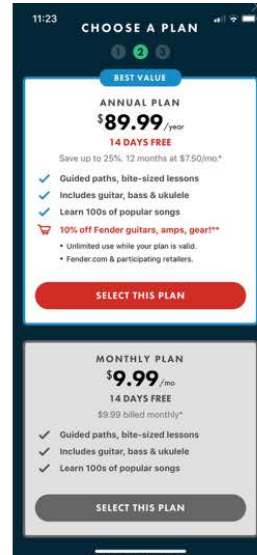 11:23
CHOOSE A PLAN
1 2 3
BEST VALUE
ANNUAL PLAN
$89.99/year
14 DAYS FREE
Save up to 25%. 12 months at $7.50/mo.*
Guided paths, bite-sized lessons
Includes guitar, bass & ukulele
Learn 100s of popular songs
10% off Fender guitars, amps, gear!**
• Unlimited use while your plan is valid.
• Fender.com & participating retailers.
SELECT THIS PLAN
MONTHLY PLAN
$9.99/mo
14 DAYS FREE
$9.99 billed monthly*
Guided paths, bite-sized lessons
Includes guitar, bass & ukulele
Learn 100s of popular songs
SELECT THIS PLAN